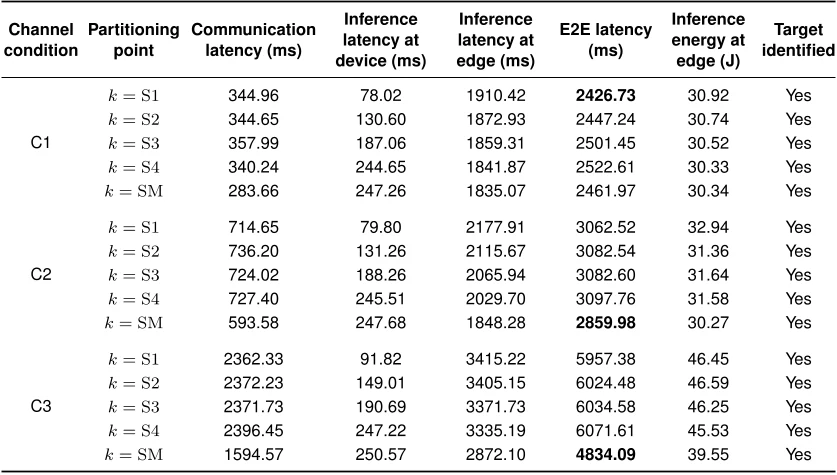 Channel condition Partitioning point Communication latency (ms) Inference latency at device (ms) Inference latency at edge (ms) E2E latency (ms) Inference energy at edge (J) Target identified
k = S1 344.96 78.02 1910.42 2426.73 30.92 Yes
k = S2 344.65 130.60 1872.93 2447.24 30.74 Yes
C1 k = S3 357.99 187.06 1859.31 2501.45 30.52 Yes
k = S4 340.24 244.65 1841.87 2522.61 30.33 Yes
k = SM 283.66 247.26 1835.07 2461.97 30.34 Yes
k = S1 714.65 79.80 2177.91 3062.52 32.94 Yes
k = S2 736.20 131.26 2115.67 3082.54 31.36 Yes
C2 k = S3 724.02 188.26 2065.94 3082.60 31.64 Yes
k = S4 727.40 245.51 2029.70 3097.76 31.58 Yes
k = SM 593.58 247.68 1848.28 2859.98 30.27 Yes
k = S1 2362.33 91.82 3415.22 5957.38 46.45 Yes
k = S2 2372.23 149.01 3405.15 6024.48 46.59 Yes
C3 k = S3 2371.73 190.69 3371.73 6034.58 46.25 Yes
k = S4 2396.45 247.22 3335.19 6071.61 45.53 Yes
k = SM 1594.57 250.57 2872.10 4834.09 39.55 Yes